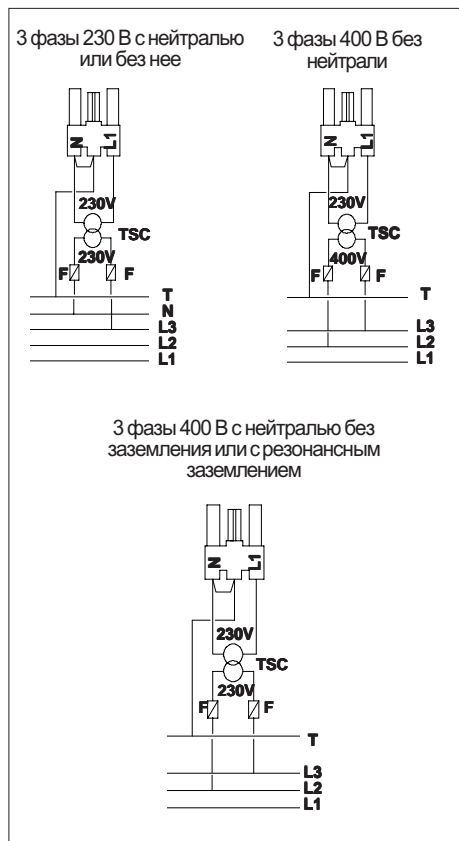 3 фазы 230 В с нейтралью
или без нее
N L1
230V
TSC
230V
F F
T
N
L3
L2
L1
3 фазы 400 В без
нейтрали
N L1
230V
TSC
400V
F F
T
L3
L2
L1
3 фазы 400 В с нейтралью без
заземления или с резонансным
заземлением
N L1
230V
TSC
230V
F F
T
L3
L2
L1